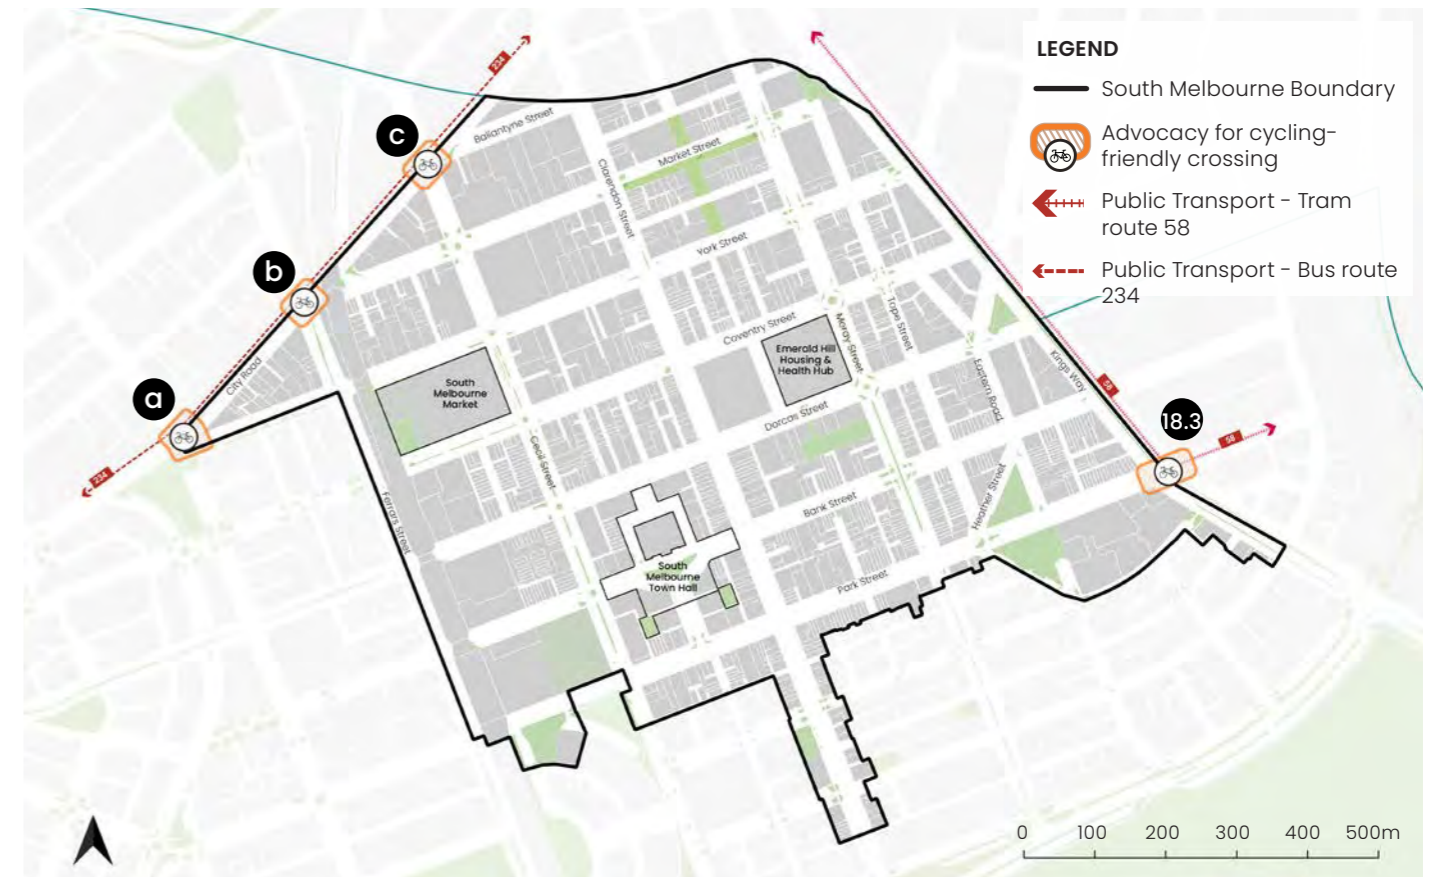 LEGEND
South Melbourne Boundary
Advocacy for cycling-
friendly crossing
Public Transport - Tram
route 58
Public Transport - Bus route
234
234
c
Ballantyne Street
Market Street
Clarendon Street
York Street
b
City Road
a
234
South
Melbourne
Market
Coventry Street
Emerald Hill
Housing &
Health Hub
Moray Street
Tope Street
Eastern Road
Kings Way
58
18.3
58
Dorcas Street
Cecil Street
Ferrars Street
Bank Street
Heather Street
South
Melbourne
Town Hall
Park Street
0 100 200 300 400 500m